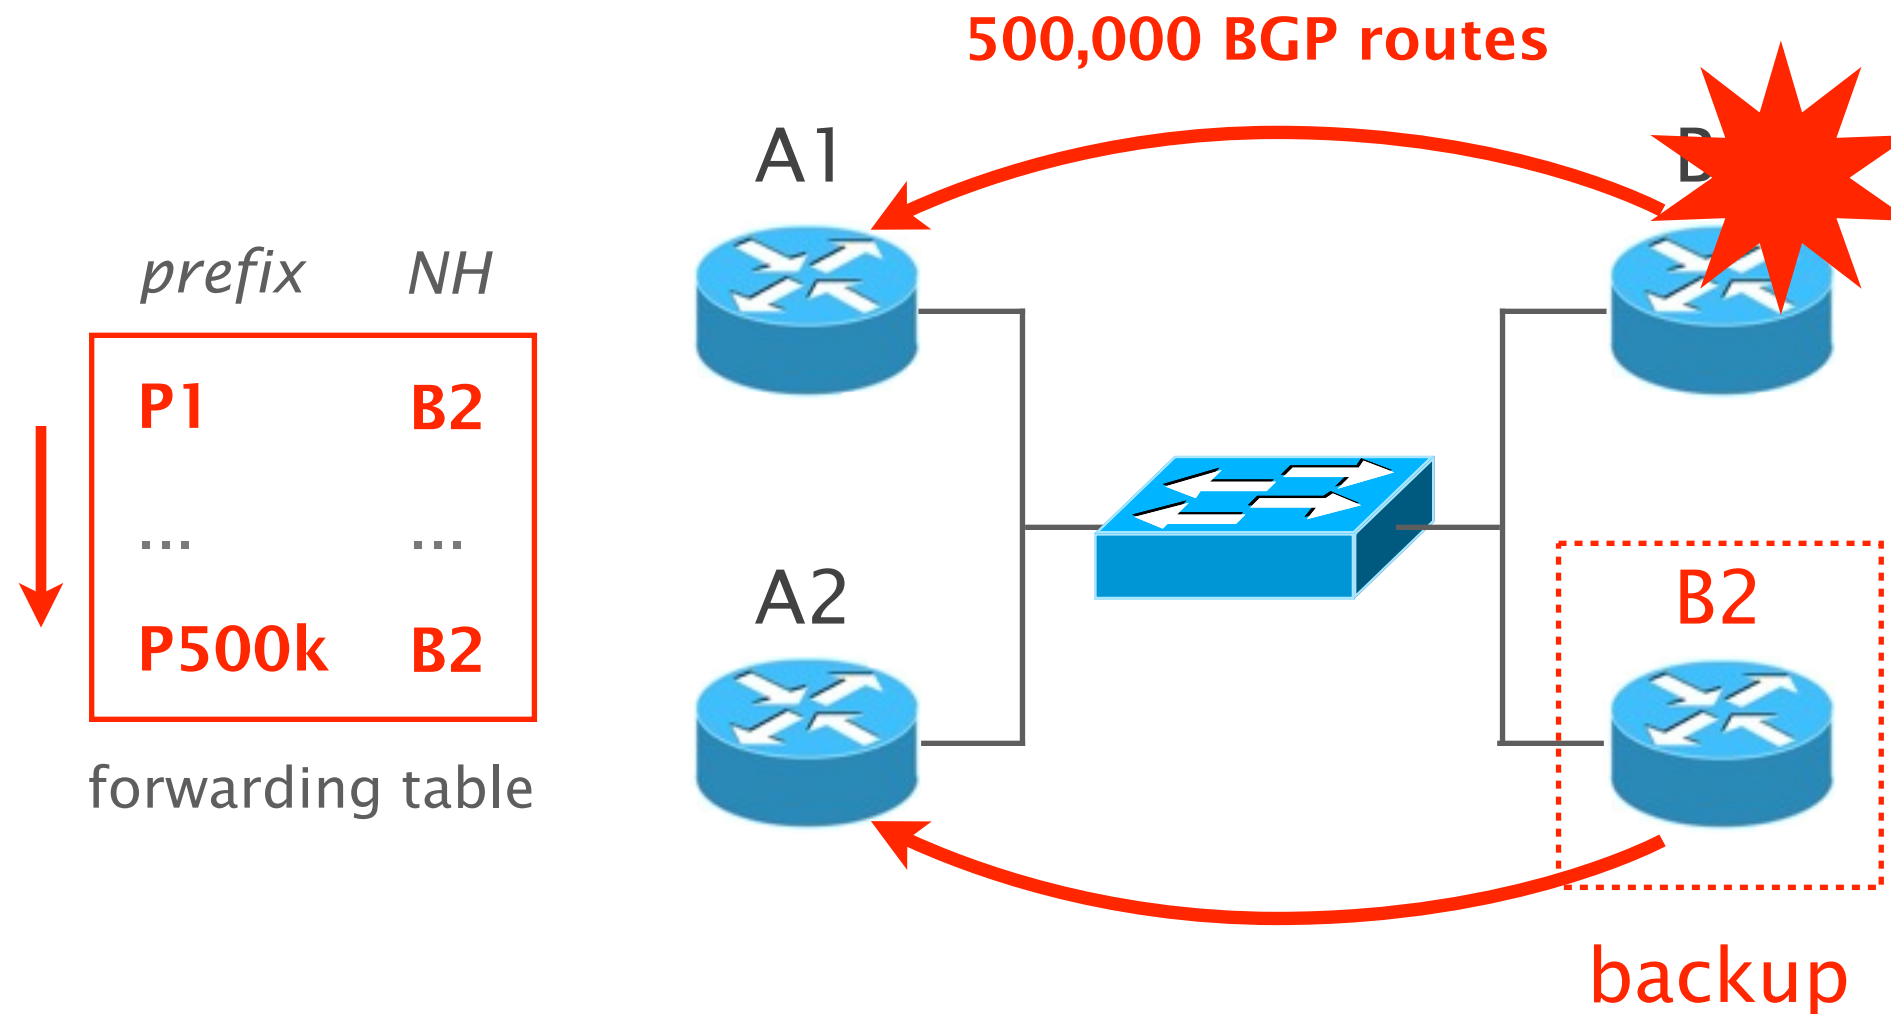 500,000 BGP routes
A1
prefix NH
P1 B2
... ...
P500k B2
forwarding table
A2
B2
backup